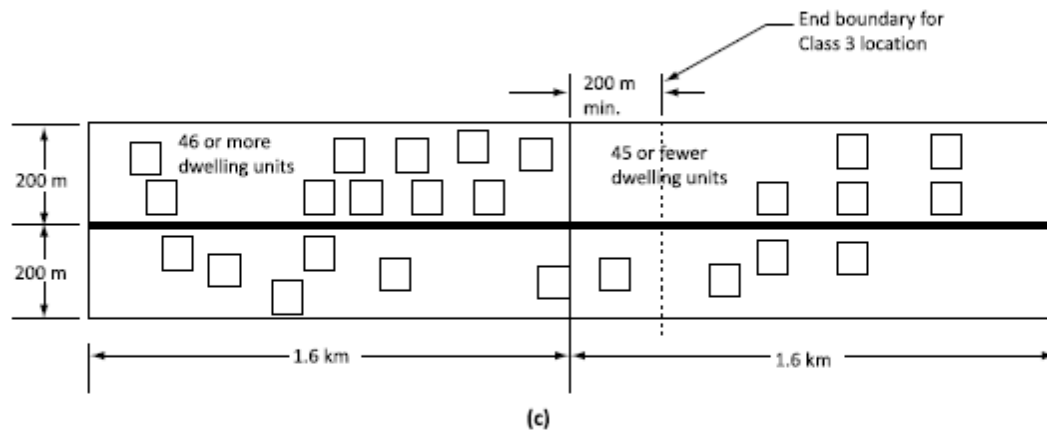 End boundary for
Class 3 location
200 m
min.
46 or more
dwelling units
45 or fewer
dwelling units
200 m
200 m
1.6 km
1.6 km
(c)